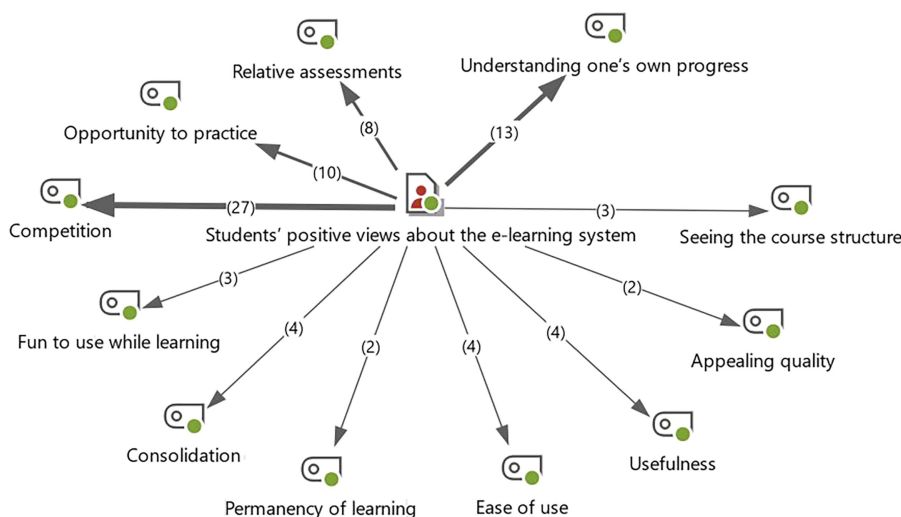 Relative assessments
Understanding one's own progress
Opportunity to practice
(8)
(13)
(10)
Competition
(27)
(3)
Students' positive views about the e-learning system
Seeing the course structure
(3)
(2)
Fun to use while learning
(4)
(2)
(4)
(4)
Appealing quality
Consolidation
Usefulness
Permanency of learning
Ease of use